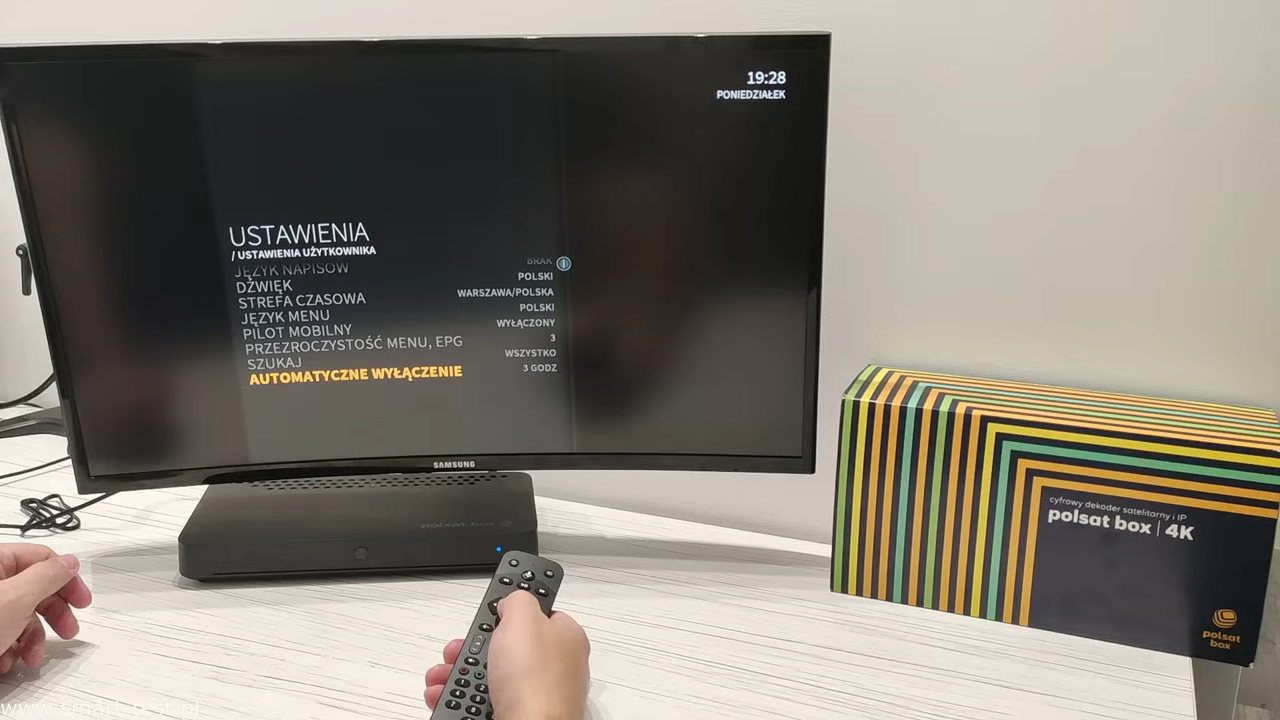 19:28
PONIEDZIAŁEK
USTAWIENIA
/ USTAWIENIA UŻYTKOWNIKA
JĘZYK NAPISÓW BRAK
DŹWIĘK POLSKI
STREFA CZASOWA WARSZAWA/POLSKA
JĘZYK MENU POLSKI
PILOT MOBILNY WYŁĄCZONY
PRZEZROCZYSTOŚĆ MENU, EPG 3
SZUKAJ WSZYSTKO
AUTOMATYCZNE WYŁĄCZENIE 3 GODZ
SAMSUNG
polsat box
cyfrowy dekoder satelitarny i IP
polsat box | 4K
polsat
box